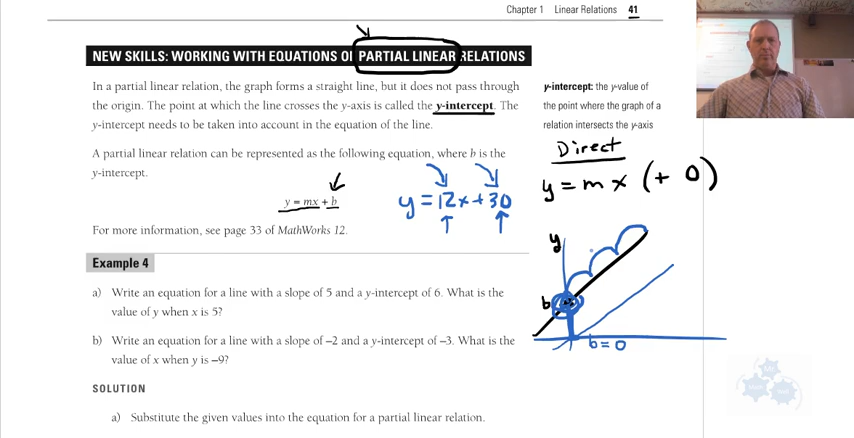 Chapter 1 Linear Relations 41
NEW SKILLS: WORKING WITH EQUATIONS OF PARTIAL LINEAR RELATIONS
In a partial linear relation, the graph forms a straight line, but it does not pass through
the origin. The point at which the line crosses the y-axis is called the y-intercept. The
y-intercept needs to be taken into account in the equation of the line.
A partial linear relation can be represented as the following equation, where b is the
y-intercept.
y = mx + b
y = 12x + 30
For more information, see page 33 of MathWorks 12.
y-intercept: the y-value of
the point where the graph of a
relation intersects the y-axis
Direct
y = mx (+ 0)
y
b
b = 0
Example 4
a) Write an equation for a line with a slope of 5 and a y-intercept of 6. What is the
value of y when x is 5?
b) Write an equation for a line with a slope of −2 and a y-intercept of −3. What is the
value of x when y is −9?
SOLUTION
a) Substitute the given values into the equation for a partial linear relation.